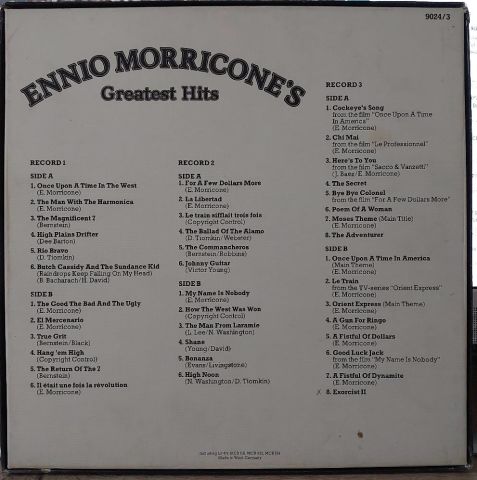 9024/3
ENNIO MORRICONE'S
Greatest Hits
RECORD 1
SIDE A
1. Once Upon A Time In The West
(E. Morricone)
2. The Man With The Harmonica
(E. Morricone)
3. The Magnificent 7
(Bernstein)
4. High Plains Drifter
(Dee Barton)
5. Rio Bravo
(D. Tiomkin)
6. Butch Cassidy And The Sundance Kid
(Raindrops Keep Falling On My Head)
(B. Bacharach/H. David)
SIDE B
1. The Good The Bad And The Ugly
(E. Morricone)
2. El Mercenario
(E. Morricone)
3. True Grit
(Bernstein/Black)
4. Hang 'em High
(Copyright Control)
5. The Return Of The 7
(Bernstein)
6. Il était une fois la révolution
(E. Morricone)
RECORD 2
SIDE A
1. For A Few Dollars More
(E. Morricone)
2. La Libertad
(E. Morricone)
3. Le train sifflait trois fois
(Copyright Control)
4. The Ballad Of The Alamo
(D. Tiomkin/Webster)
5. The Commancheros
(Bernstein/Robbins)
6. Johnny Guitar
(Victor Young)
SIDE B
1. My Name Is Nobody
(E. Morricone)
2. How The West Was Won
(Copyright Control)
3. The Man From Laramie
(L. Lee/N. Washington)
4. Shane
(Young/David)
5. Bonanza
(Evans/Livingstone)
6. High Noon
(N. Washington/D. Tiomkin)
RECORD 3
SIDE A
1. Cockeye's Song
from the film "Once Upon A Time
In America"
(E. Morricone)
2. Chi Mai
from the film "Le Professionnel"
(E. Morricone)
3. Here's To You
from the film "Sacco & Vanzetti"
(J. Baez/E. Morricone)
4. The Secret
5. Bye Bye Colonel
from the film "For A Few Dollars More"
6. Poem Of A Woman
7. Moses Theme (Main Title)
(E. Morricone)
8. The Adventurer
SIDE B
1. Once Upon A Time In America
(Main Theme)
(E. Morricone)
2. Le Train
from the TV-series "Orient Express"
(E. Morricone)
3. Orient Express (Main Theme)
(E. Morricone)
4. A Gun For Ringo
(E. Morricone)
5. A Fistful Of Dollars
(E. Morricone)
6. Good Luck Jack
from the film "My Name Is Nobody"
(E. Morricone)
7. A Fistful Of Dynamite
(E. Morricone)
8. Exorcist II
Made in West Germany